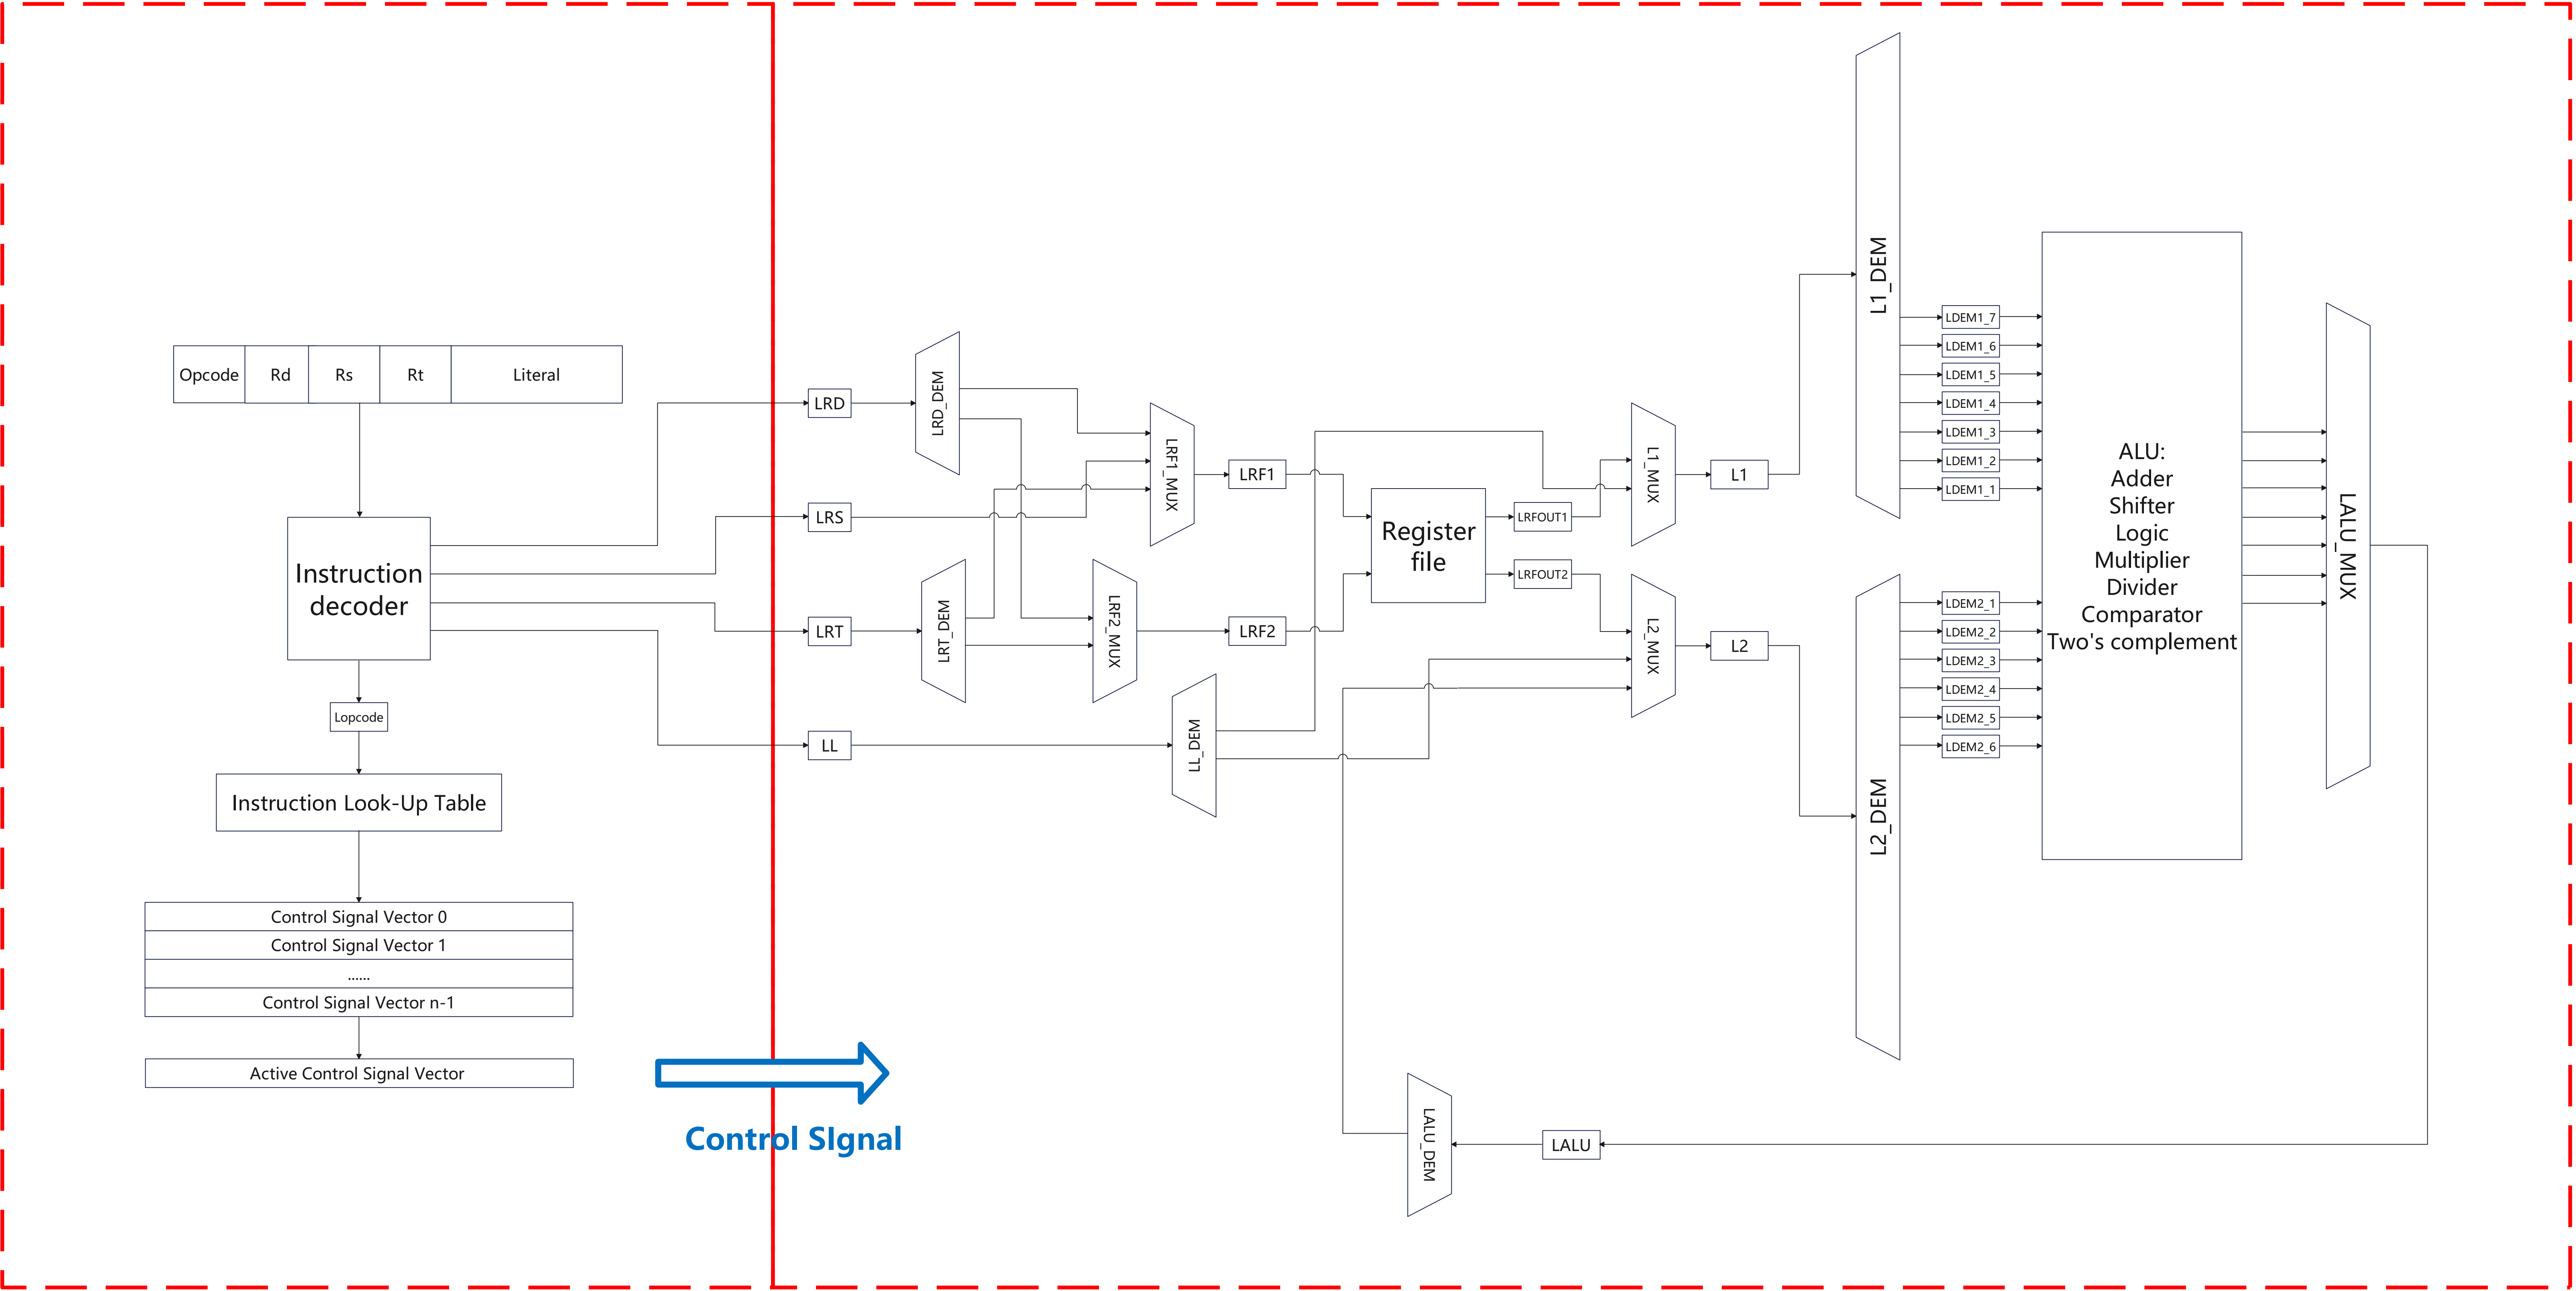 Opcode
Rd
Rs
Rt
Literal
Instruction
decoder
Lopcode
Instruction Look-Up Table
Control Signal Vector 0
Control Signal Vector 1
......
Control Signal Vector n-1
Active Control Signal Vector
Control SIgnal
LRD
LRS
LRT
LL
LRD_DEM
LRT_DEM
LRF1_MUX
LRF2_MUX
LL_DEM
LRF1
LRF2
Register
file
LRFOUT1
LRFOUT2
L1_MUX
L2_MUX
L1
L2
L1_DEM
L2_DEM
LDEM1_7
LDEM1_6
LDEM1_5
LDEM1_4
LDEM1_3
LDEM1_2
LDEM1_1
LDEM2_1
LDEM2_2
LDEM2_3
LDEM2_4
LDEM2_5
LDEM2_6
ALU:
Adder
Shifter
Logic
Multiplier
Divider
Comparator
Two's complement
LALU_MUX
LALU_DEM
LALU